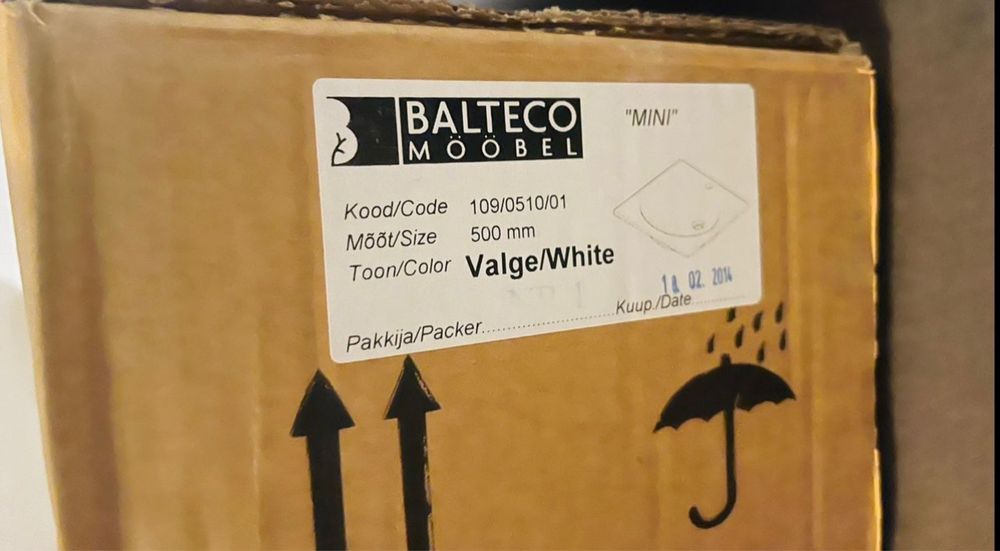 BALTECO
MÖÖBEL
"MINI"
Kood/Code 109/0510/01
Mõõt/Size 500 mm
Toon/Color Valge/White
02. 2014
Pakkija/Packer....................Kuup./Date............